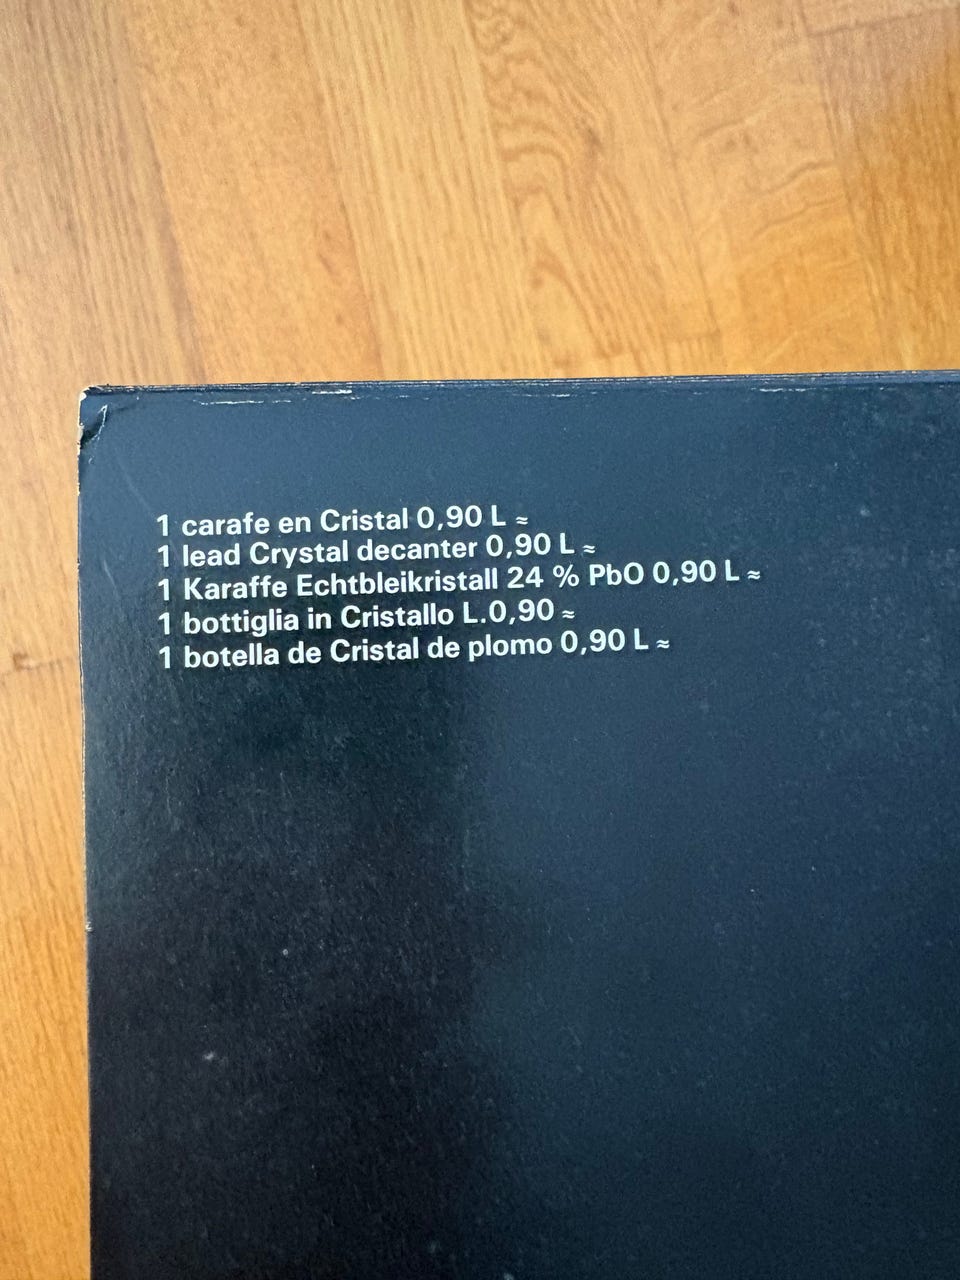 1 carafe en Cristal 0,90 L ≈
1 lead Crystal decanter 0,90 L ≈
1 Karaffe Echtbleikristall 24 % PbO 0,90 L ≈
1 bottiglia in Cristallo L.0,90 ≈
1 botella de Cristal de plomo 0,90 L ≈